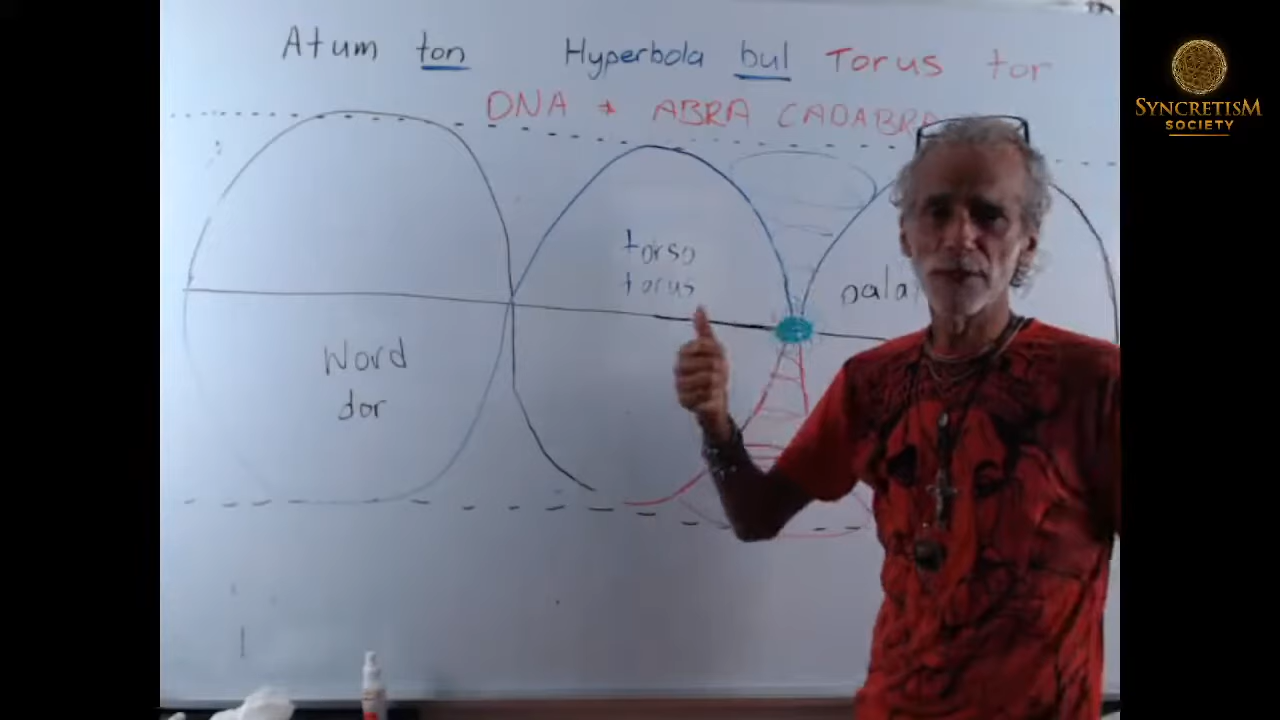 Atum ton Hyperbola bul Torus tor
DNA + ABRA CADABRA
torso
torus
Word
dor
SYNCRETISM
SOCIETY